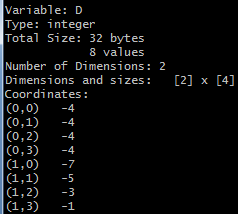 Variable: D
Type: integer
Total Size: 32 bytes
            8 values
Number of Dimensions: 2
Dimensions and sizes:   [2] x [4]
Coordinates:
(0,0)   -4
(0,1)   -4
(0,2)   -4
(0,3)   -4
(1,0)   -7
(1,1)   -5
(1,2)   -3
(1,3)   -1